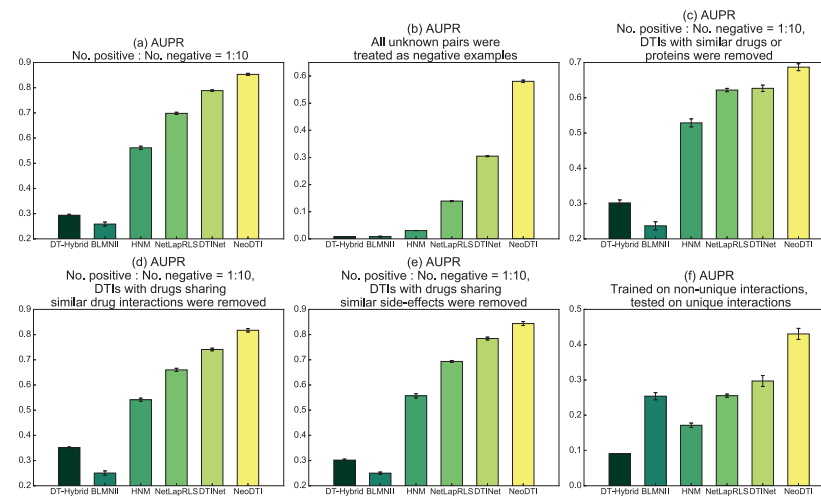 (a) AUPR
No. positive : No. negative = 1:10
0.9
0.8
0.7
0.6
0.5
0.4
0.3
0.2
DT-Hybrid BLMNII HNM NetLapRLS DTINet NeoDTI
(b) AUPR
All unknown pairs were
treated as negative examples
0.6
0.5
0.4
0.3
0.2
0.1
0.0
DT-Hybrid BLMNII HNM NetLapRLS DTINet NeoDTI
(c) AUPR
No. positive : No. negative = 1:10,
DTIs with similar drugs or
proteins were removed
0.7
0.6
0.5
0.4
0.3
0.2
DT-Hybrid BLMNII HNM NetLapRLS DTINet NeoDTI
(d) AUPR
No. positive : No. negative = 1:10,
DTIs with drugs sharing
similar drug interactions were removed
0.9
0.8
0.7
0.6
0.5
0.4
0.3
0.2
DT-Hybrid BLMNII HNM NetLapRLS DTINet NeoDTI
(e) AUPR
No. positive : No. negative = 1:10,
DTIs with drugs sharing
similar side-effects were removed
0.9
0.8
0.7
0.6
0.5
0.4
0.3
0.2
DT-Hybrid BLMNII HNM NetLapRLS DTINet NeoDTI
(f) AUPR
Trained on non-unique interactions,
tested on unique interactions
0.5
0.4
0.3
0.2
0.1
0.0
DT-Hybrid BLMNII HNM NetLapRLS DTINet NeoDTI